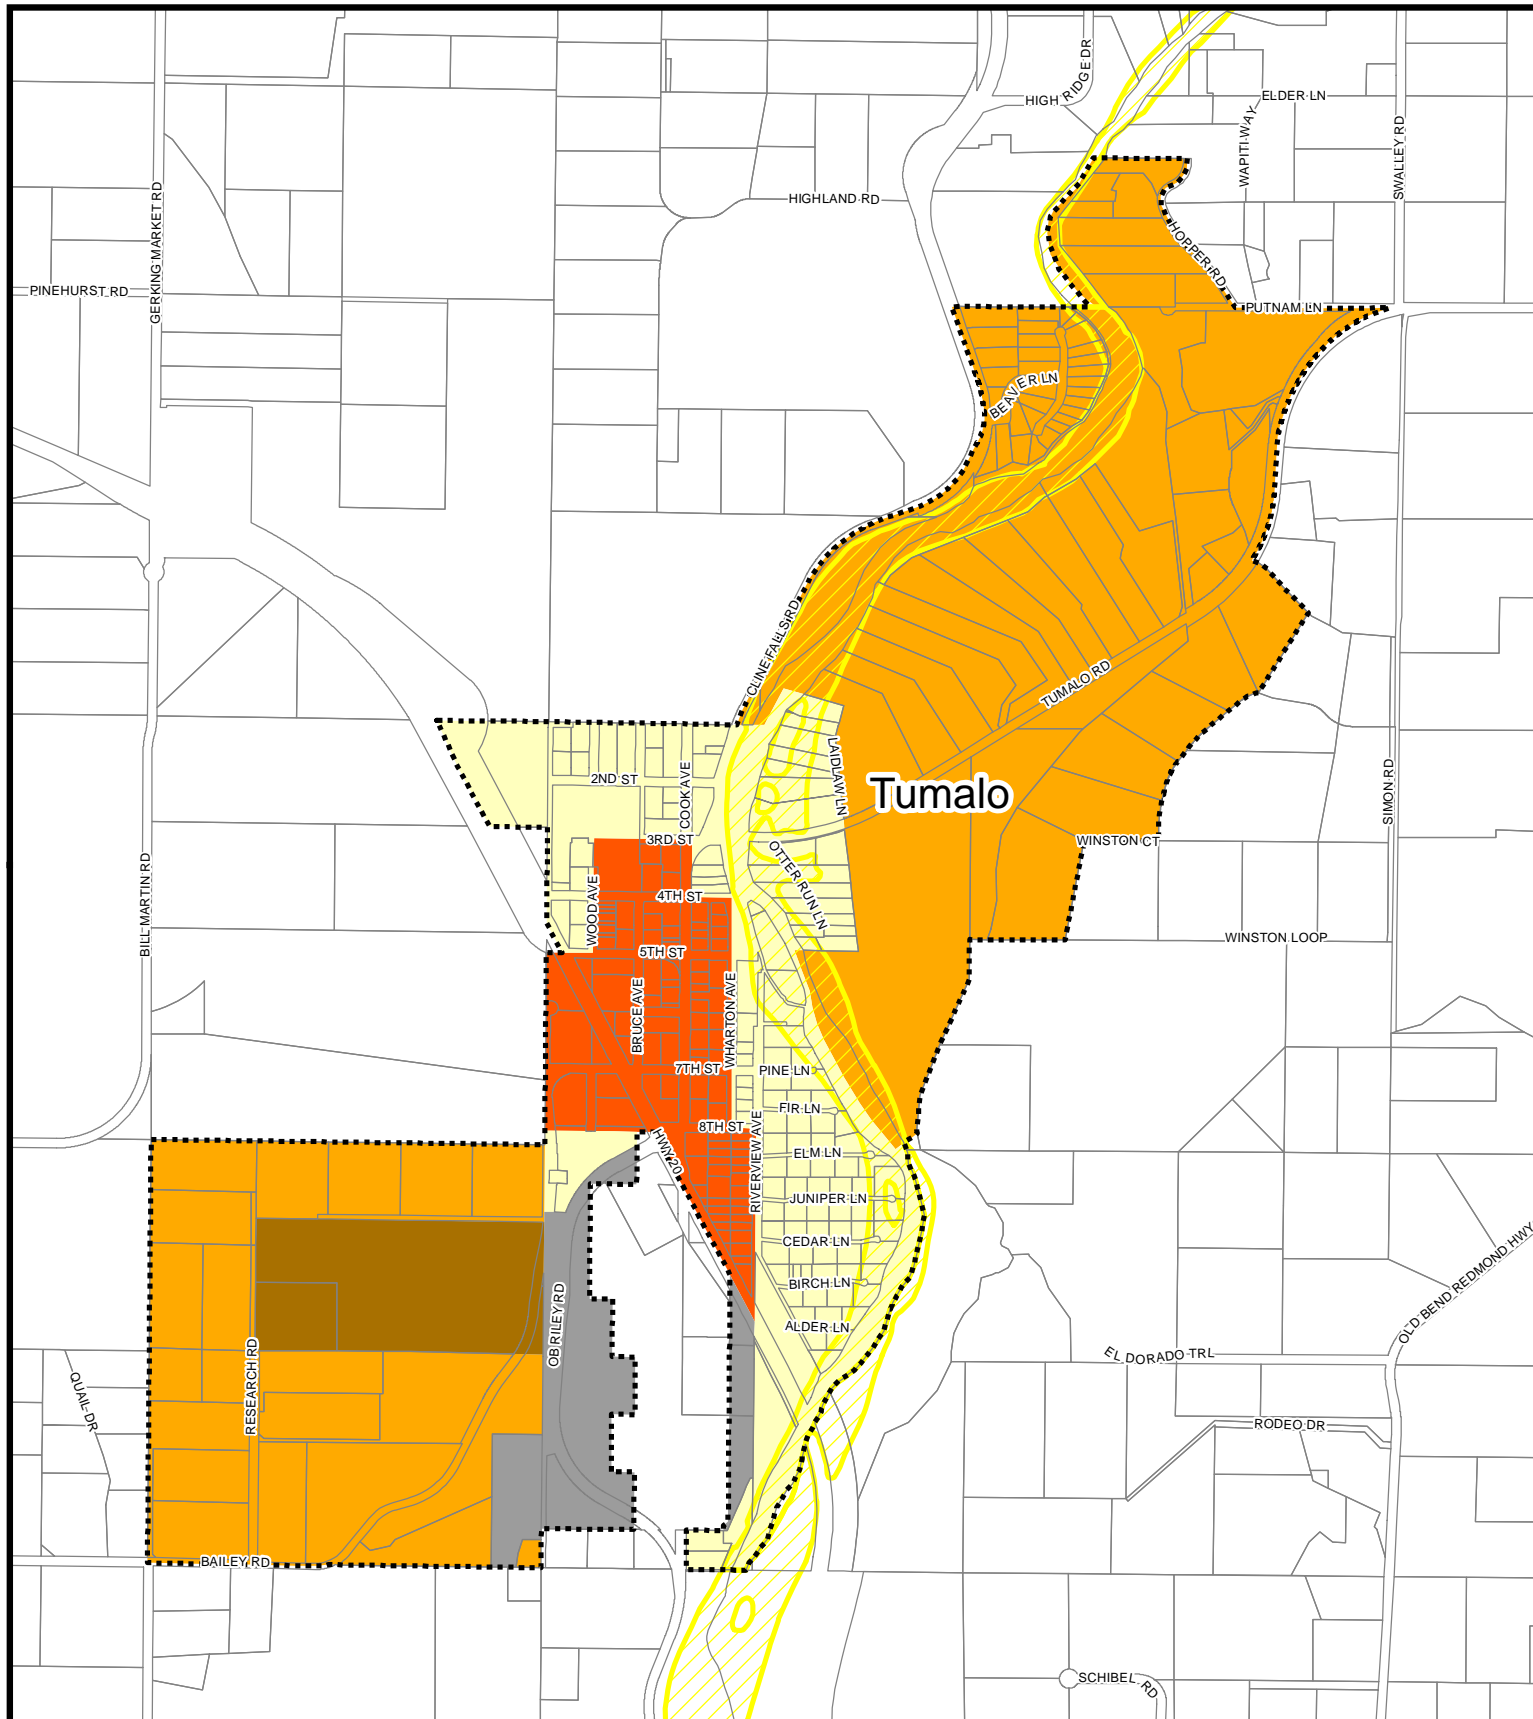 HIGH RIDGE DR
ELDER LN
WAPITI WAY
SWALLEY RD
GERKING MARKET RD
HIGHLAND RD
HOPPER RD
PINEHURST RD
PUTNAM LN
BEAVER LN
CLINE FALLS RD
TUMALO RD
LAIDLAW LN
2ND ST
COOK AVE
Tumalo
SIMON RD
3RD ST
WINSTON CT
OTTER RUN LN
BILL MARTIN RD
WOOD AVE
4TH ST
WINSTON LOOP
5TH ST
BRUCE AVE
WHARTON AVE
7TH ST
PINE LN
FIR LN
8TH ST
HWY 20
RIVERVIEW AVE
ELM LN
JUNIPER LN
CEDAR LN
BIRCH LN
OLD BEND REDMOND HWY
OB RILEY RD
ALDER LN
EL DORADO TRL
RESEARCH RD
QUAIL DR
RODEO DR
BAILEY RD
SCHIBEL RD